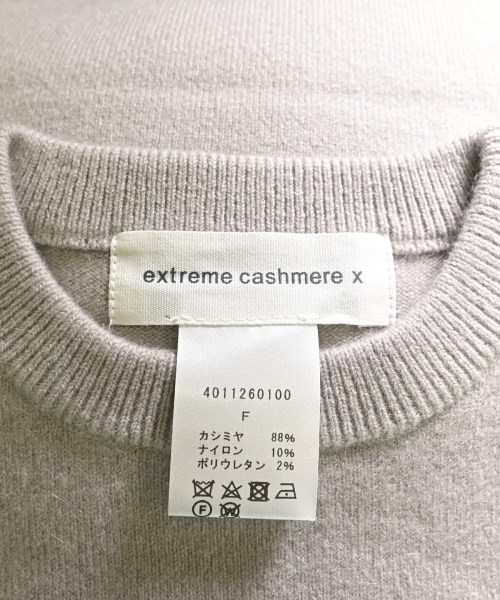 extreme cashmere x
4011260100
F
カシミヤ 88%
ナイロン 10%
ポリウレタン 2%
F W